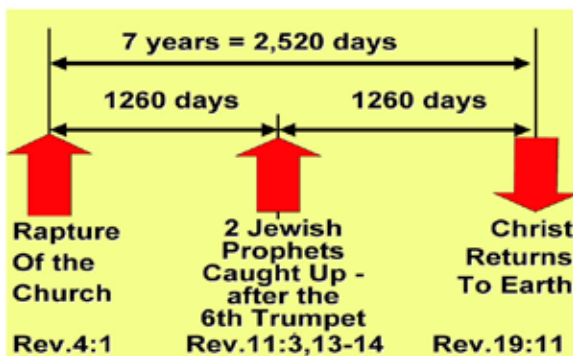 7 years = 2,520 days
1260 days
1260 days
Rapture
Of the
Church
Rev.4:1
2 Jewish
Prophets
Caught Up -
after the
6th Trumpet
Rev.11:3,13-14
Christ
Returns
To Earth
Rev.19:11